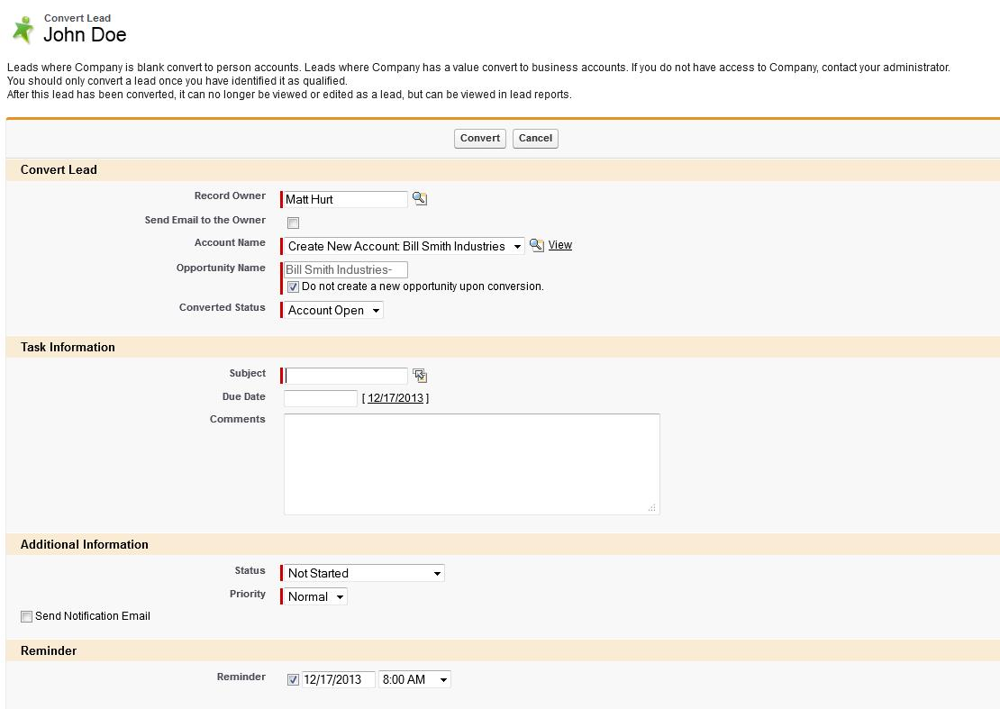 Convert Lead
John Doe
Leads where Company is blank convert to person accounts. Leads where Company has a value convert to business accounts. If you do not have access to Company, contact your administrator.
You should only convert a lead once you have identified it as qualified.
After this lead has been converted, it can no longer be viewed or edited as a lead, but can be viewed in lead reports.
Convert Cancel
Convert Lead
Record Owner Matt Hurt
Send Email to the Owner
Account Name Create New Account: Bill Smith Industries View
Opportunity Name Bill Smith Industries-
Do not create a new opportunity upon conversion.
Converted Status Account Open
Task Information
Subject
Due Date [ 12/17/2013 ]
Comments
Additional Information
Status Not Started
Priority Normal
Send Notification Email
Reminder
Reminder 12/17/2013 8:00 AM